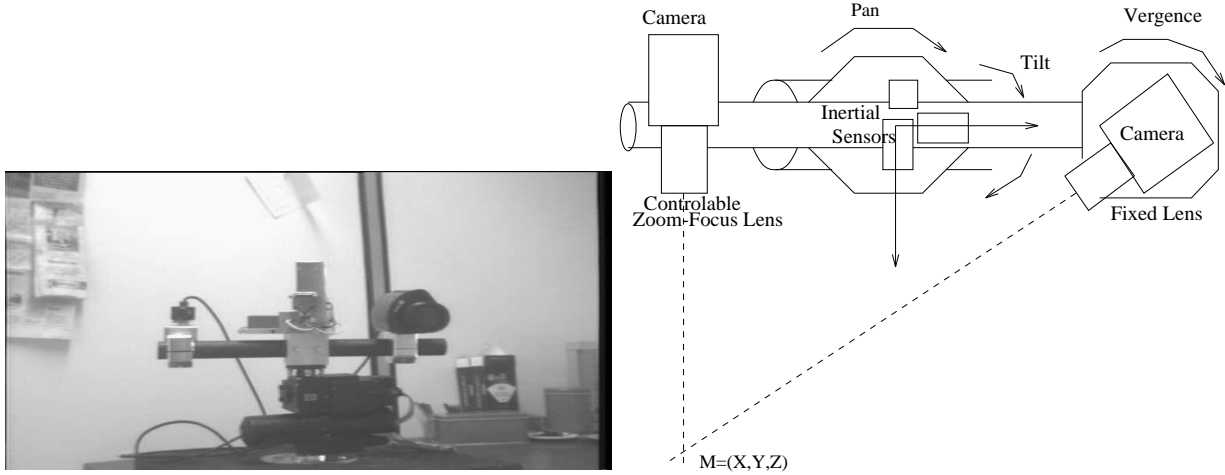 Camera
Pan
Vergence
Tilt
Inertial
Sensors
Camera
Controlable
Zoom-Focus Lens
Fixed Lens
M=(X,Y,Z)